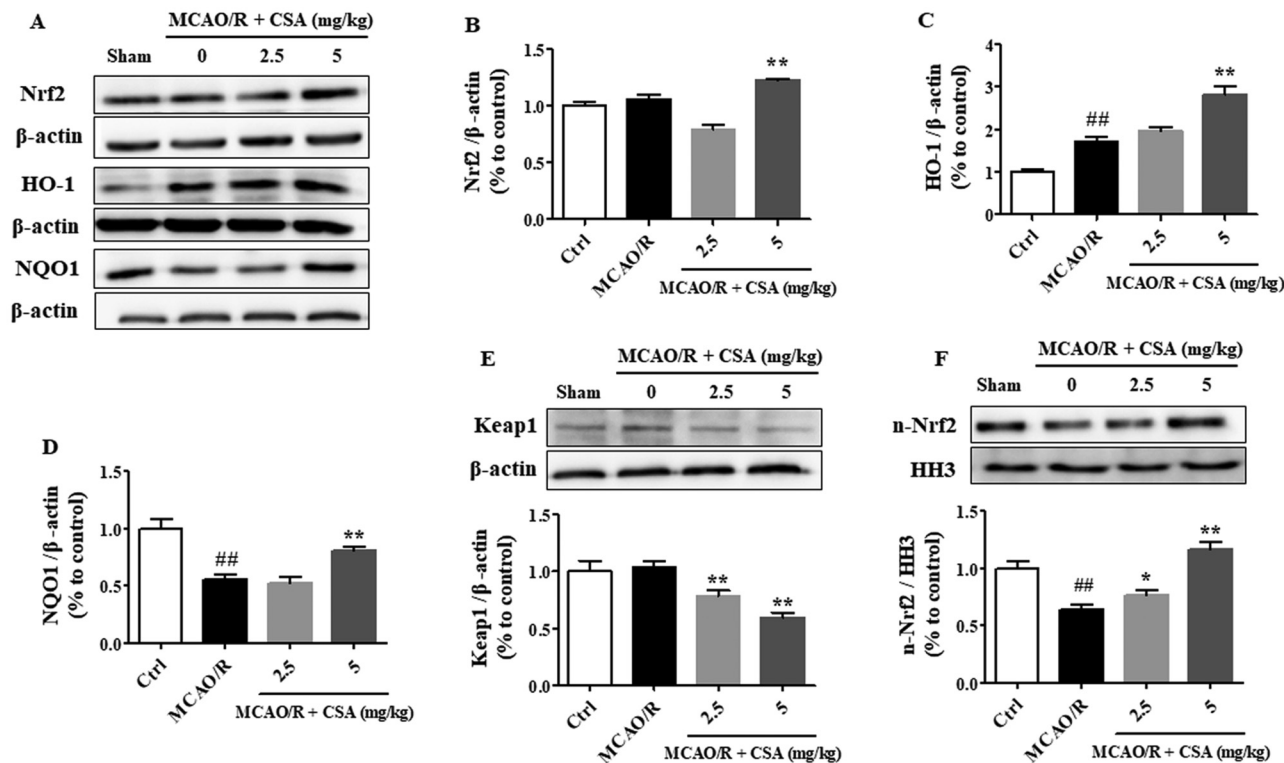 A
MCAO/R + CSA (mg/kg)
Sham 0 2.5 5
Nrf2
β-actin
HO-1
β-actin
NQO1
β-actin
B
Nrf2 /β -actin
(% to control)
1.5
1.0
0.5
0.0
**
Ctrl MCAO/R 2.5 5
MCAO/R + CSA (mg/kg)
C
HO-1 / β -actin
(% to control)
4
3
2
1
0
##
**
Ctrl MCAO/R 2.5 5
MCAO/R + CSA (mg/kg)
D
NQO1 / β -actin
(% to control)
1.5
1.0
0.5
0.0
##
**
Ctrl MCAO/R 2.5 5
MCAO/R + CSA (mg/kg)
E
MCAO/R + CSA (mg/kg)
Sham 0 2.5 5
Keap1
β-actin
Keap1 /β -actin
(% to control)
1.5
1.0
0.5
0.0
**
**
Ctrl MCAO/R 2.5 5
MCAO/R + CSA (mg/kg)
F
MCAO/R + CSA (mg/kg)
Sham 0 2.5 5
n-Nrf2
HH3
n-Nrf2 / HH3
(% to control)
1.5
1.0
0.5
0.0
##
*
**
Ctrl MCAO/R 2.5 5
MCAO/R + CSA (mg/kg)